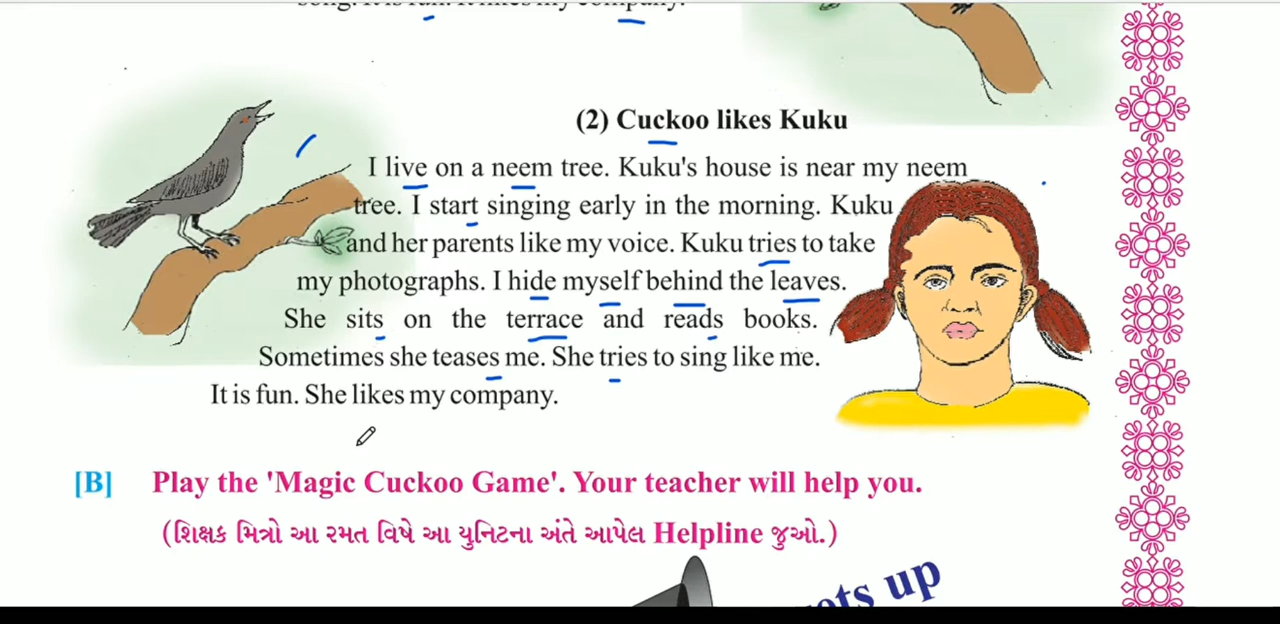 (2) Cuckoo likes Kuku
I live on a neem tree. Kuku's house is near my neem
tree. I start singing early in the morning. Kuku
and her parents like my voice. Kuku tries to take
my photographs. I hide myself behind the leaves.
She sits on the terrace and reads books.
Sometimes she teases me. She tries to sing like me.
It is fun. She likes my company.
[B] Play the 'Magic Cuckoo Game'. Your teacher will help you.
(શિક્ષક મિત્રો આ રમત વિષે આ યુનિટના અંતે આપેલ Helpline જુઓ.)
up